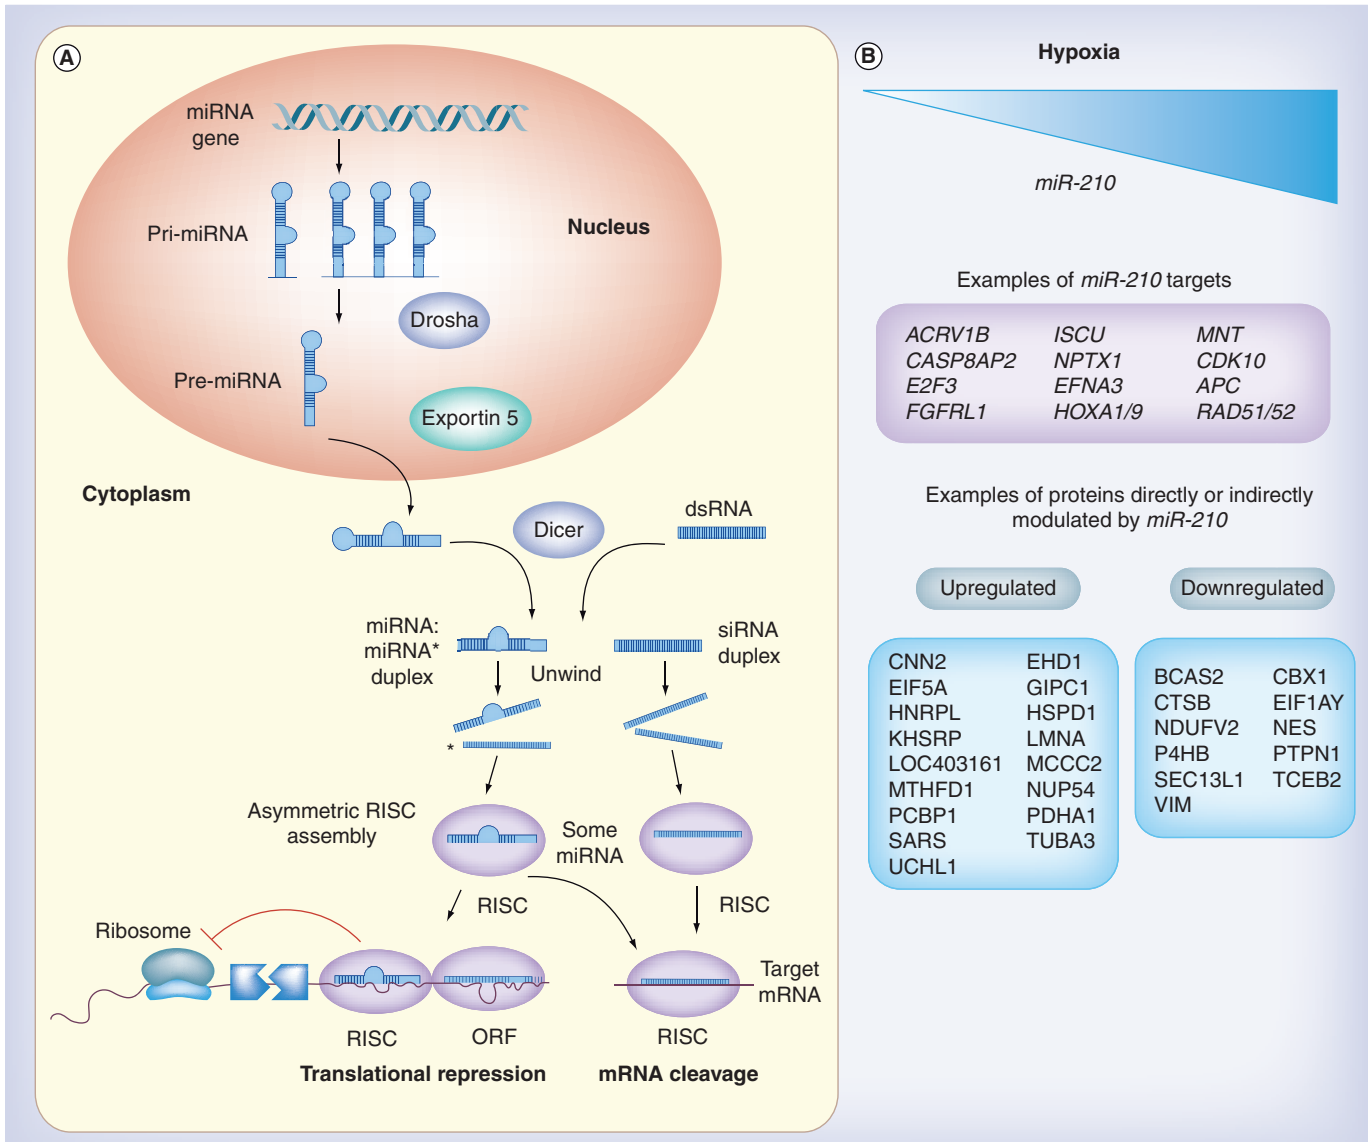 A
miRNA
gene
Pri-miRNA
Nucleus
Drosha
Pre-miRNA
Exportin 5
Cytoplasm
Dicer
dsRNA
miRNA:
miRNA*
duplex
Unwind
siRNA
duplex
*
Asymmetric RISC
assembly
Some
miRNA
RISC
RISC
Ribosome
Target
mRNA
RISC
ORF
RISC
Translational repression
mRNA cleavage
B
Hypoxia
miR-210
Examples of miR-210 targets
ACRV1B ISCU MNT
CASP8AP2 NPTX1 CDK10
E2F3 EFNA3 APC
FGFRL1 HOXA1/9 RAD51/52
Examples of proteins directly or indirectly
modulated by miR-210
Upregulated
CNN2 EHD1
EIF5A GIPC1
HNRPL HSPD1
KHSRP LMNA
LOC403161 MCCC2
MTHFD1 NUP54
PCBP1 PDHA1
SARS TUBA3
UCHL1
Downregulated
BCAS2 CBX1
CTSB EIF1AY
NDUFV2 NES
P4HB PTPN1
SEC13L1 TCEB2
VIM